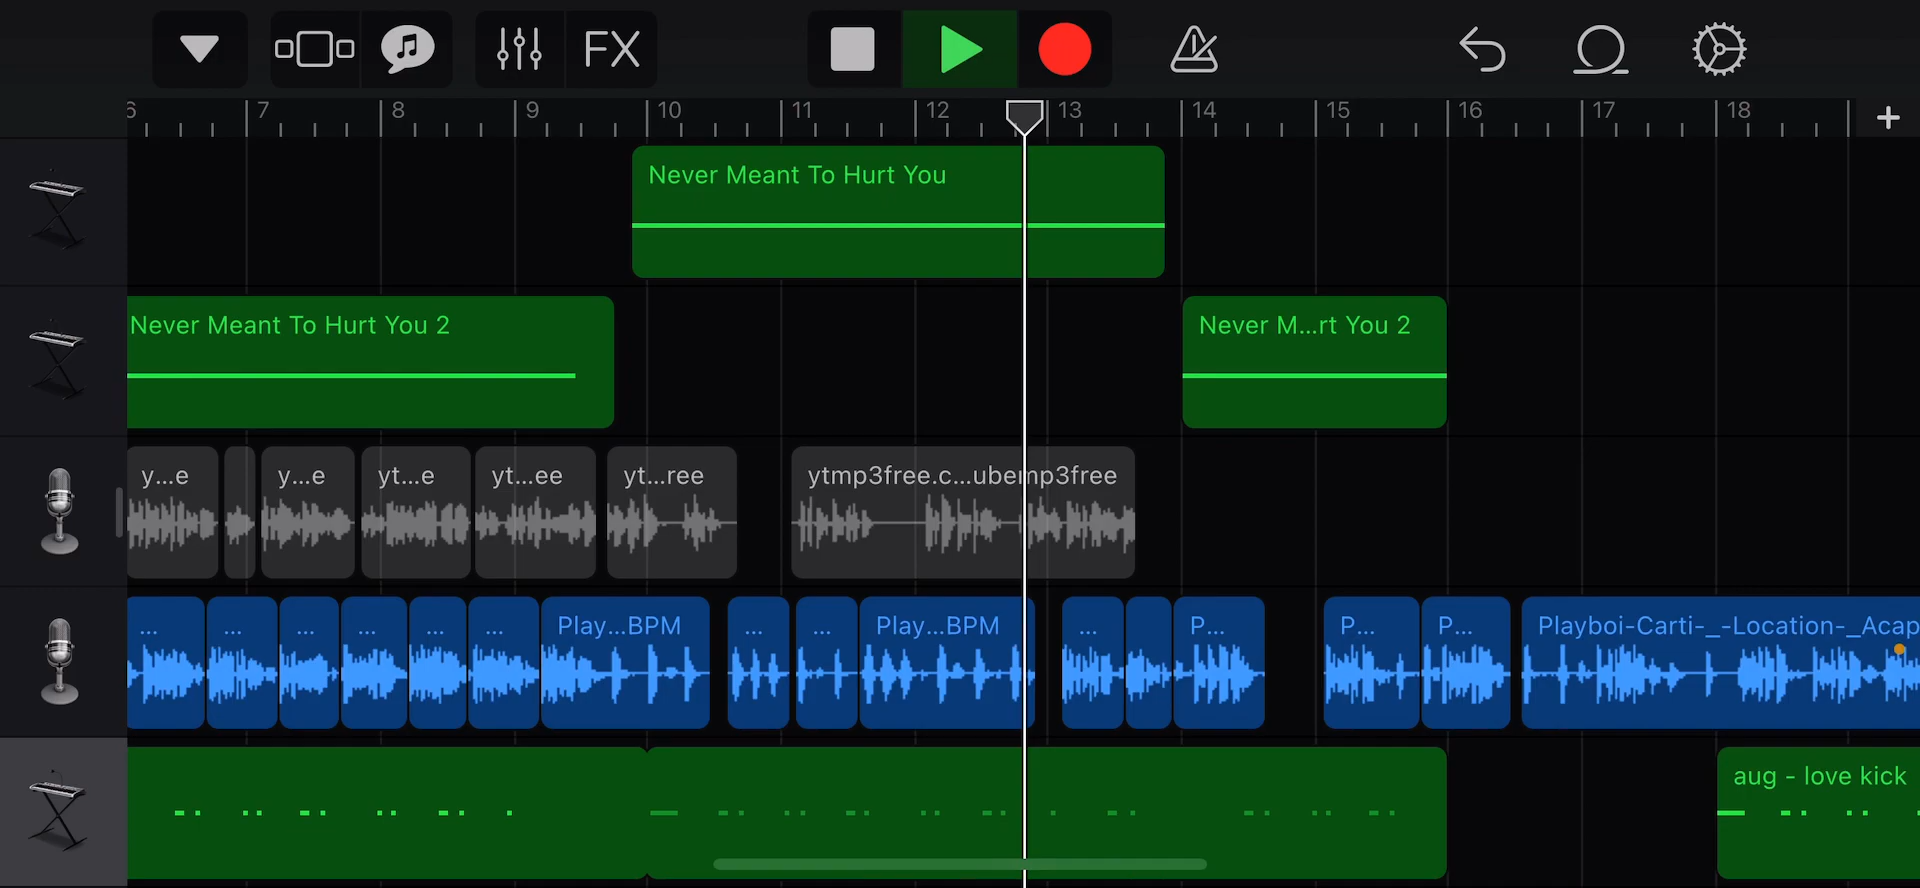 FX
6 7 8 9 10 11 12 13 14 15 16 17 18 +
Never Meant To Hurt You
Never Meant To Hurt You 2
Never M...rt You 2
y...e y...e yt...e yt...ee yt...ree ytmp3free.c...ubemp3free
... ... ... ... ... ... Play...BPM ... ... Play...BPM ... P... P... P... Playboi-Carti-_-Location-_Acap
aug - love kick